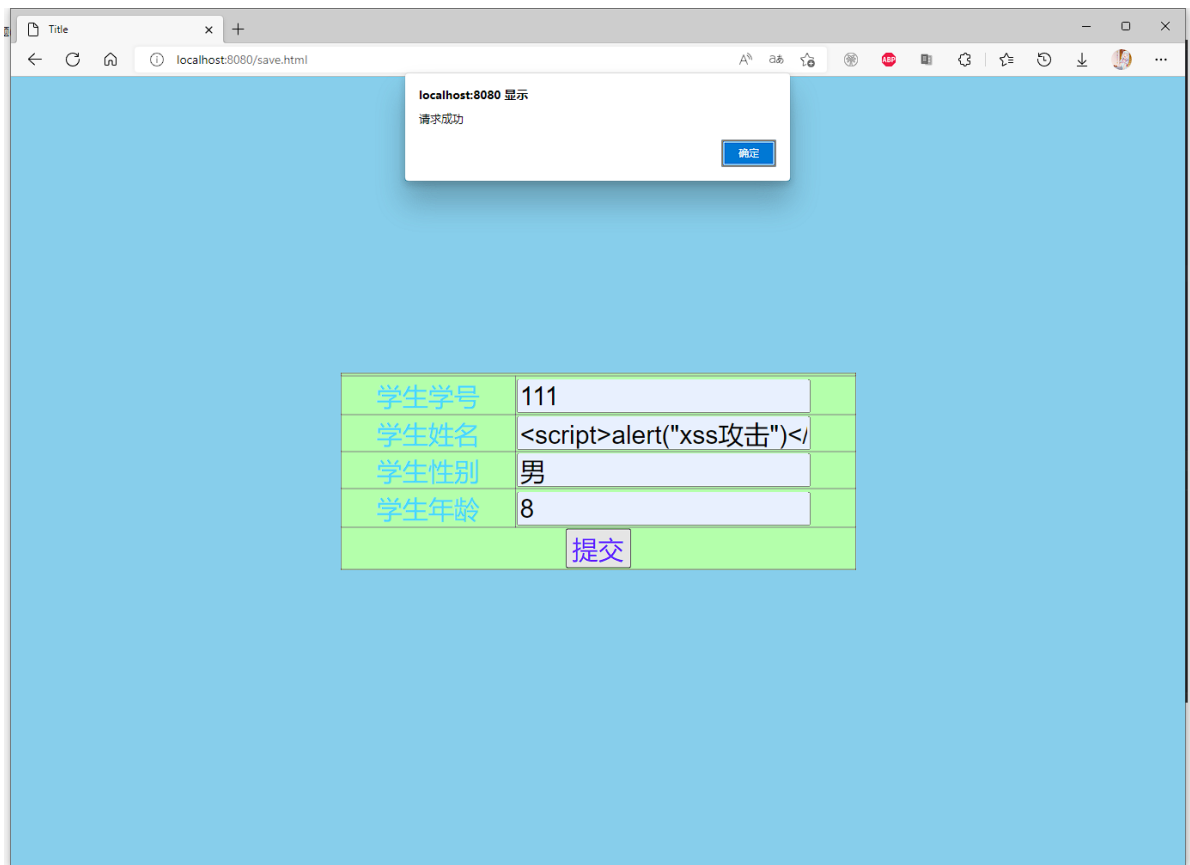 Title
localhost:8080/save.html
localhost:8080 显示
请求成功
确定
学生学号 111
学生姓名 <script>alert("xss攻击")</
学生性别 男
学生年龄 8
提交